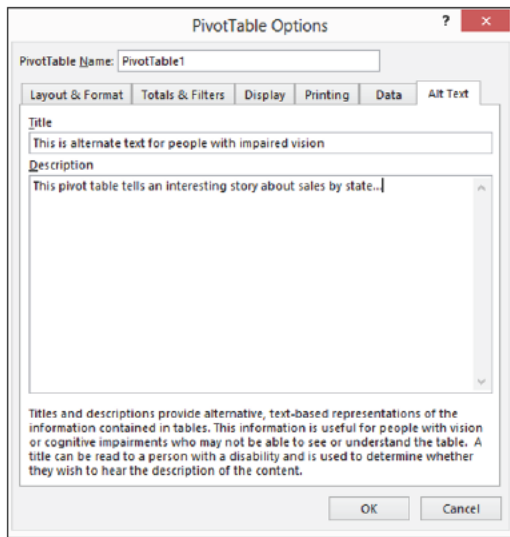 PivotTable Options ? ×
PivotTable Name: PivotTable1
Layout & Format Totals & Filters Display Printing Data Alt Text
Title
This is alternate text for people with impaired vision
Description
This pivot table tells an interesting story about sales by state...
Titles and descriptions provide alternative, text-based representations of the
information contained in tables. This information is useful for people with vision
or cognitive impairments who may not be able to see or understand the table. A
title can be read to a person with a disability and is used to determine whether
they wish to hear the description of the content.
OK Cancel